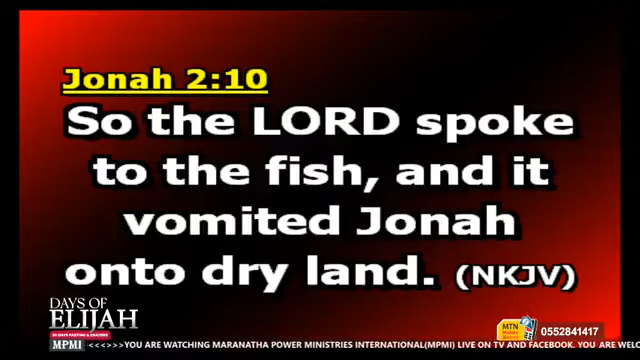 Jonah 2:10
So the LORD spoke
to the fish, and it
vomited Jonah
onto dry land. (NKJV)
DAYS OF
ELIJAH
MPMI
MTN
0552841417
<<<>>>YOU ARE WATCHING MARANATHA POWER MINISTRIES INTERNATIONAL(MPMI) LIVE ON TV AND FACEBOOK. YOU ARE WELC